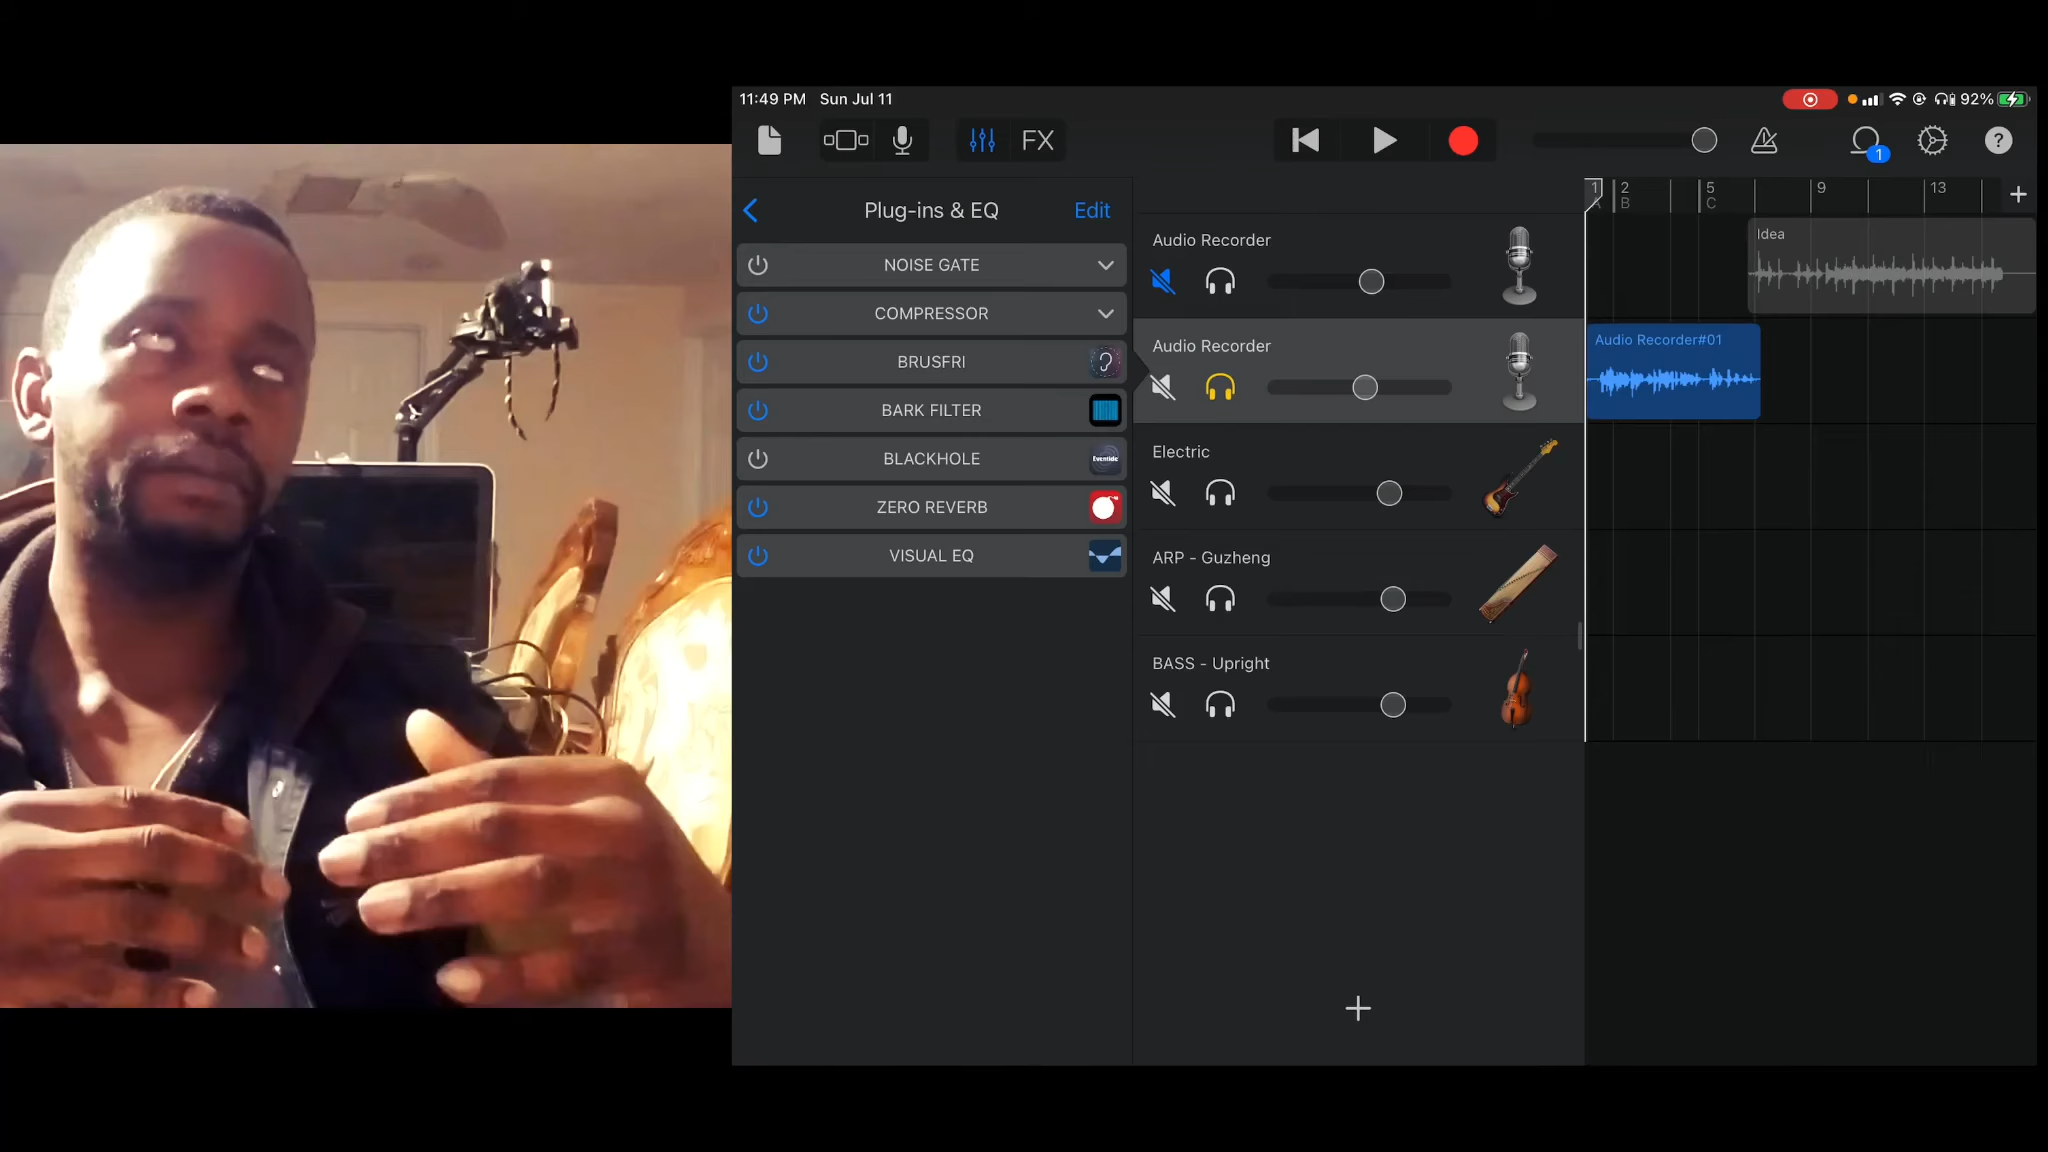 11:49 PM Sun Jul 11
92%
FX
1
?
Plug-ins & EQ
Edit
NOISE GATE
COMPRESSOR
BRUSFRI
BARK FILTER
BLACKHOLE
Eventide
ZERO REVERB
VISUAL EQ
Audio Recorder
Audio Recorder
Electric
ARP - Guzheng
BASS - Upright
1 2 5 9 13
A B C
Idea
Audio Recorder#01